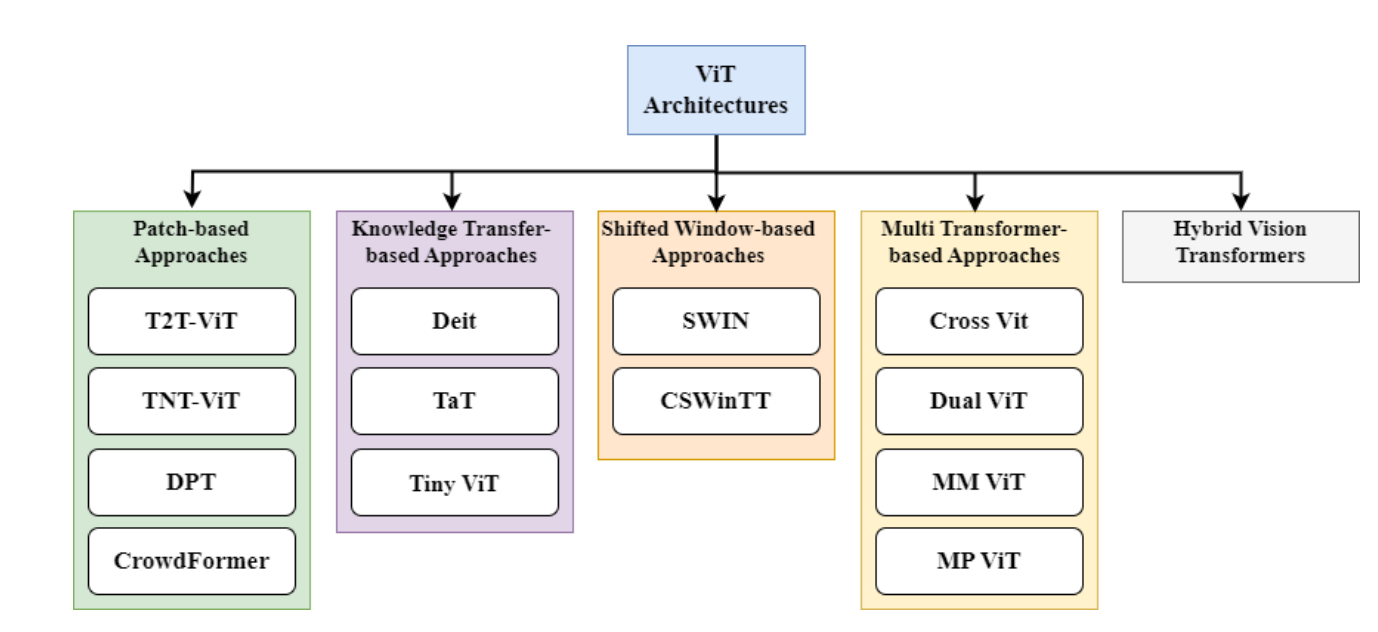 ViT
Architectures
Patch-based
Approaches
T2T-ViT
TNT-ViT
DPT
CrowdFormer
Knowledge Transfer-
based Approaches
Deit
TaT
Tiny ViT
Shifted Window-based
Approaches
SWIN
CSWinTT
Multi Transformer-
based Approaches
Cross Vit
Dual ViT
MM ViT
MP ViT
Hybrid Vision
Transformers